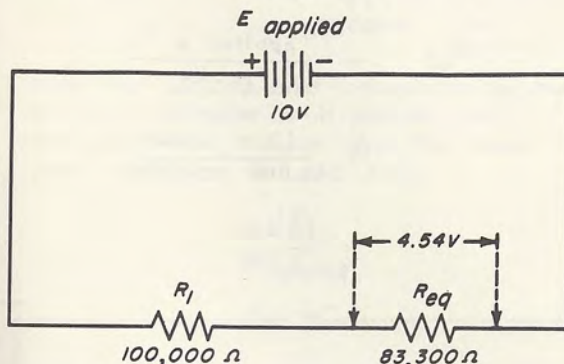 E applied
+ −
10V
4.54V
R1
Req
100,000 Ω
83,300 Ω